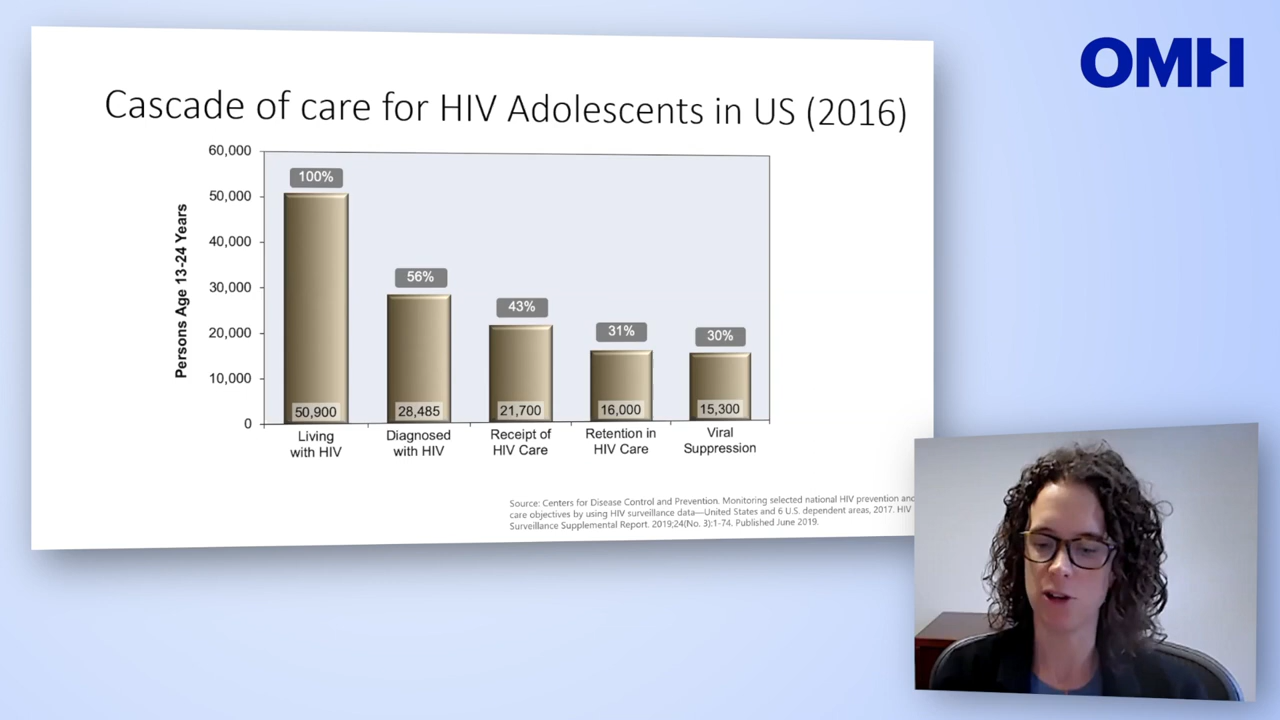 OMH
Cascade of care for HIV Adolescents in US (2016)
Persons Age 13-24 Years
60,000
50,000
40,000
30,000
20,000
10,000
0
100%
56%
43%
31%
30%
50,900
28,485
21,700
16,000
15,300
Living
with HIV
Diagnosed
with HIV
Receipt of
HIV Care
Retention in
HIV Care
Viral
Suppression
Source: Centers for Disease Control and Prevention. Monitoring selected national HIV prevention and
care objectives by using HIV surveillance data—United States and 6 U.S. dependent areas, 2017. HIV
Surveillance Supplemental Report. 2019;24(No. 3):1-74. Published June 2019.